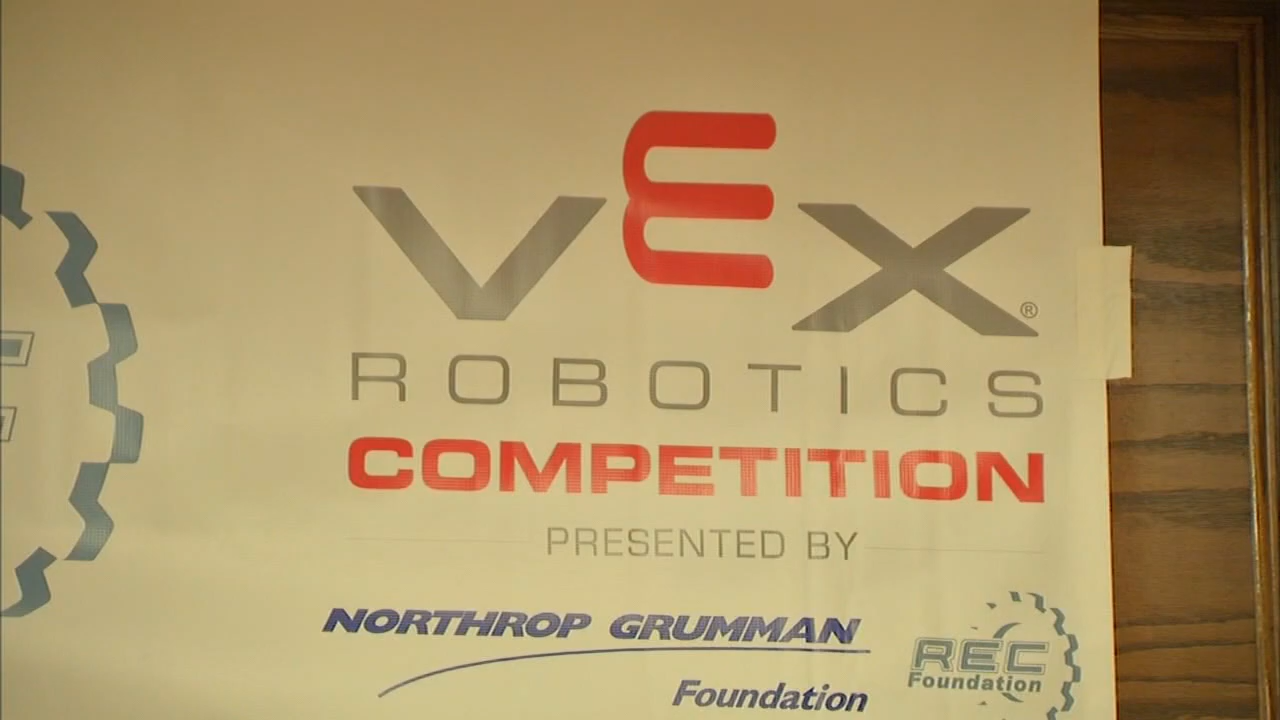 VEX®
ROBOTICS
COMPETITION
PRESENTED BY
NORTHROP GRUMMAN
Foundation
REC
Foundation